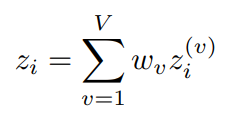 $z_i = \sum_{v=1}^{V} w_v z_i^{(v)}$